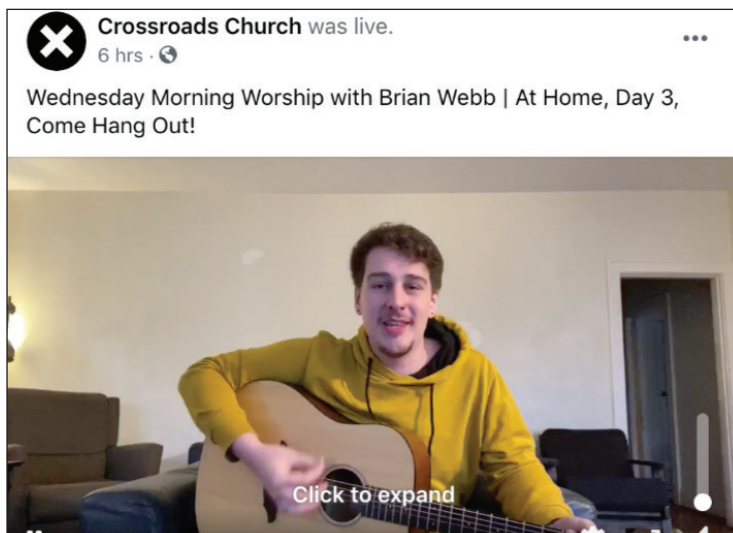 Crossroads Church was live.
6 hrs ·
Wednesday Morning Worship with Brian Webb | At Home, Day 3,
Come Hang Out!
Click to expand